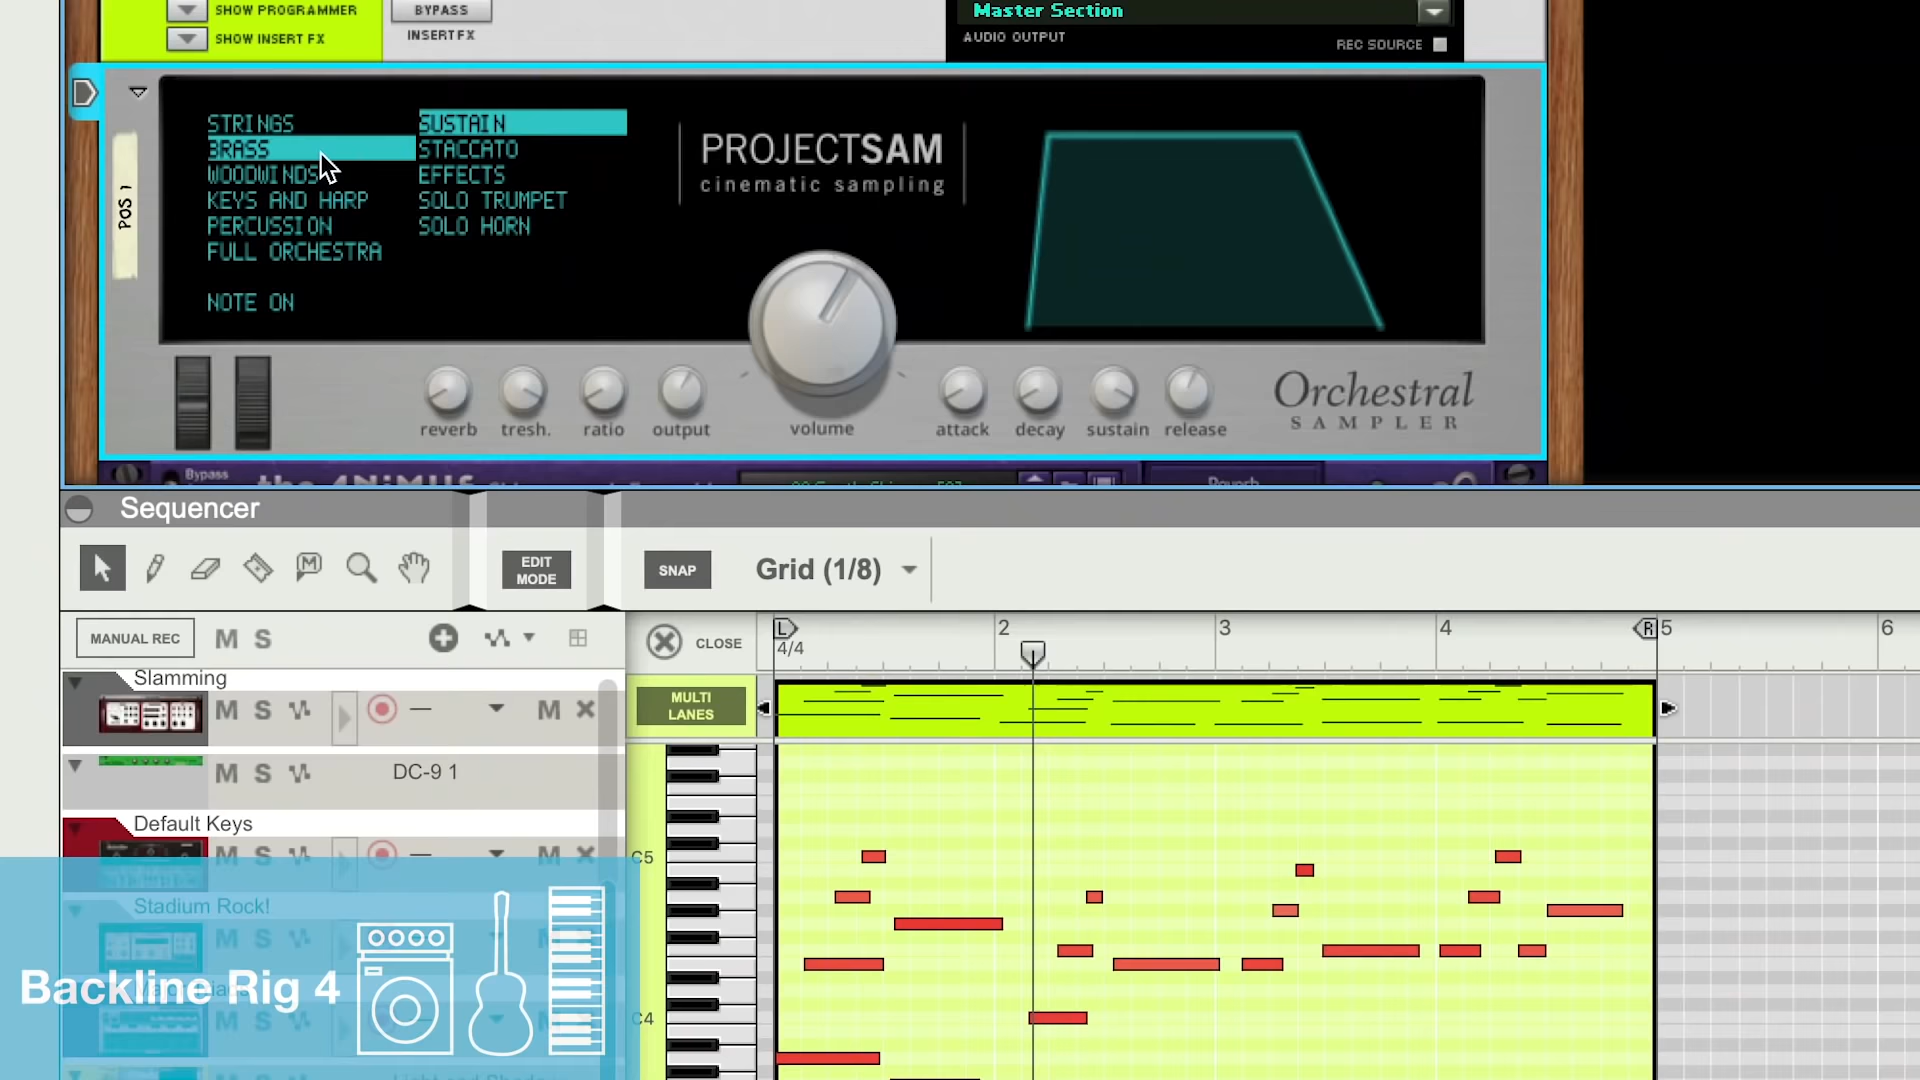 SHOW PROGRAMMER
BYPASS
Master Section
SHOW INSERT FX
INSERT FX
AUDIO OUTPUT
REC SOURCE
POS 1
STRINGS
BRASS
WOODWINDS
KEYS AND HARP
PERCUSSION
FULL ORCHESTRA
NOTE ON
SUSTAIN
STACCATO
EFFECTS
SOLO TRUMPET
SOLO HORN
PROJECTSAM
cinematic sampling
reverb
tresh.
ratio
output
volume
attack
decay
sustain
release
Orchestral
SAMPLER
Bypass
Reverb
Sequencer
M
EDIT
MODE
SNAP
Grid (1/8)
MANUAL REC
M S
CLOSE
L
4/4
2
3
4
R
5
6
Slamming
M S
M
MULTI
LANES
M S
DC-9 1
Default Keys
M S
M
C5
Stadium Rock!
M S
Backline Rig 4
M S
C4